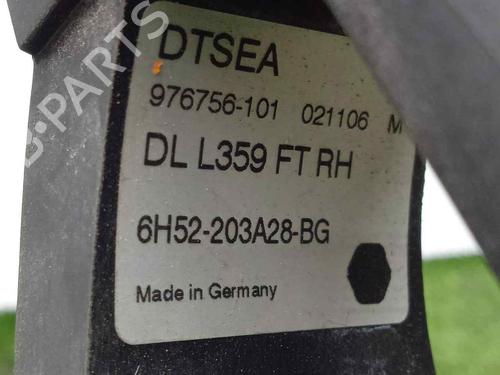 DTSEA
976756-101 021106 M
DL L359 FT RH
6H52-203A28-BG
Made in Germany
B-PARTS